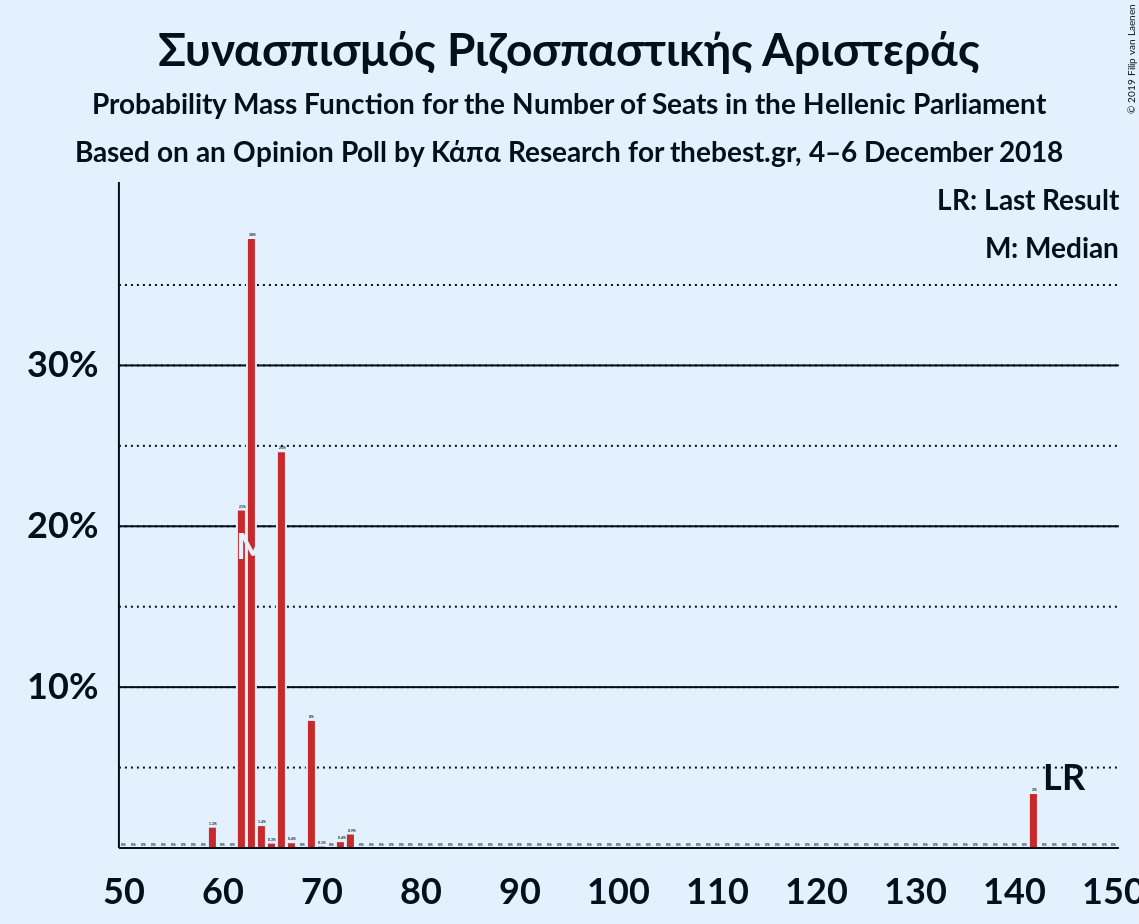 Συνασπισμός Ριζοσπαστικής Αριστεράς
Probability Mass Function for the Number of Seats in the Hellenic Parliament
Based on an Opinion Poll by Κάπα Research for thebest.gr, 4–6 December 2018
© 2019 Filip van Laenen
LR: Last Result
M: Median
30%
20%
10%
M
LR
50 60 70 80 90 100 110 120 130 140 150